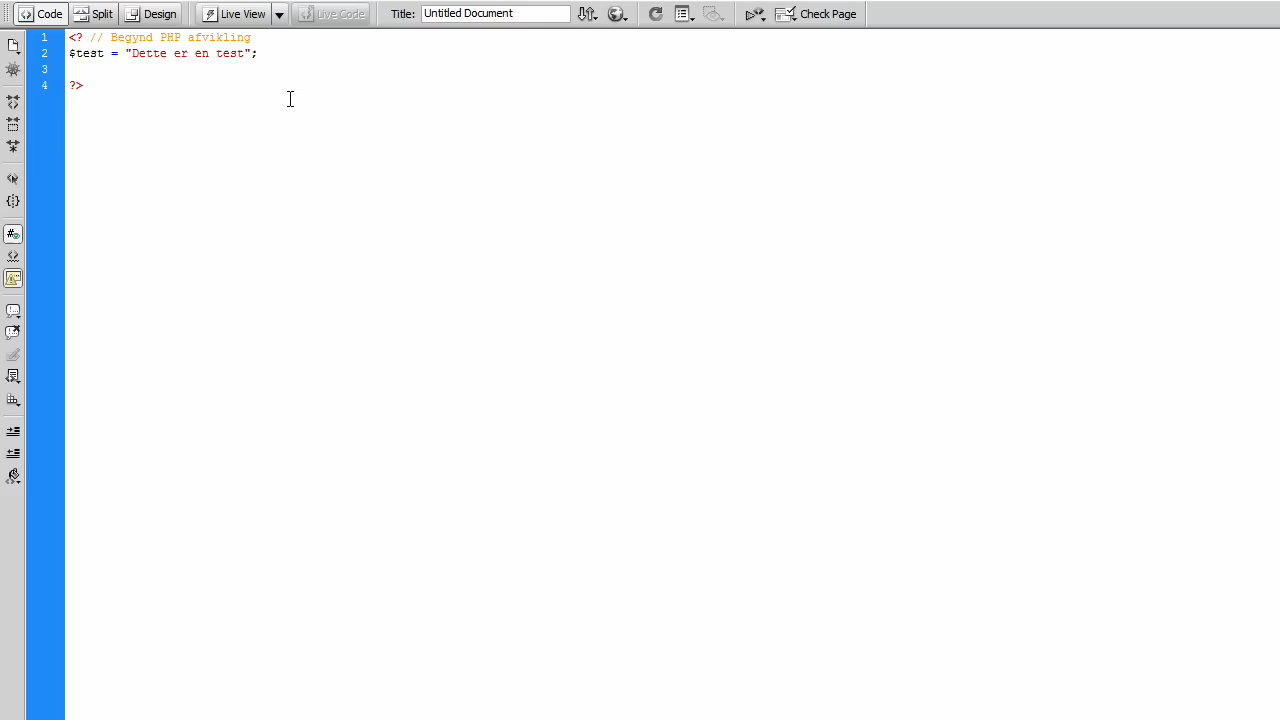 Code Split Design Live View Live Code Title: Untitled Document Check Page
1 <? // Begynd PHP afvikling
2 $test = "Dette er en test";
3
4 ?>